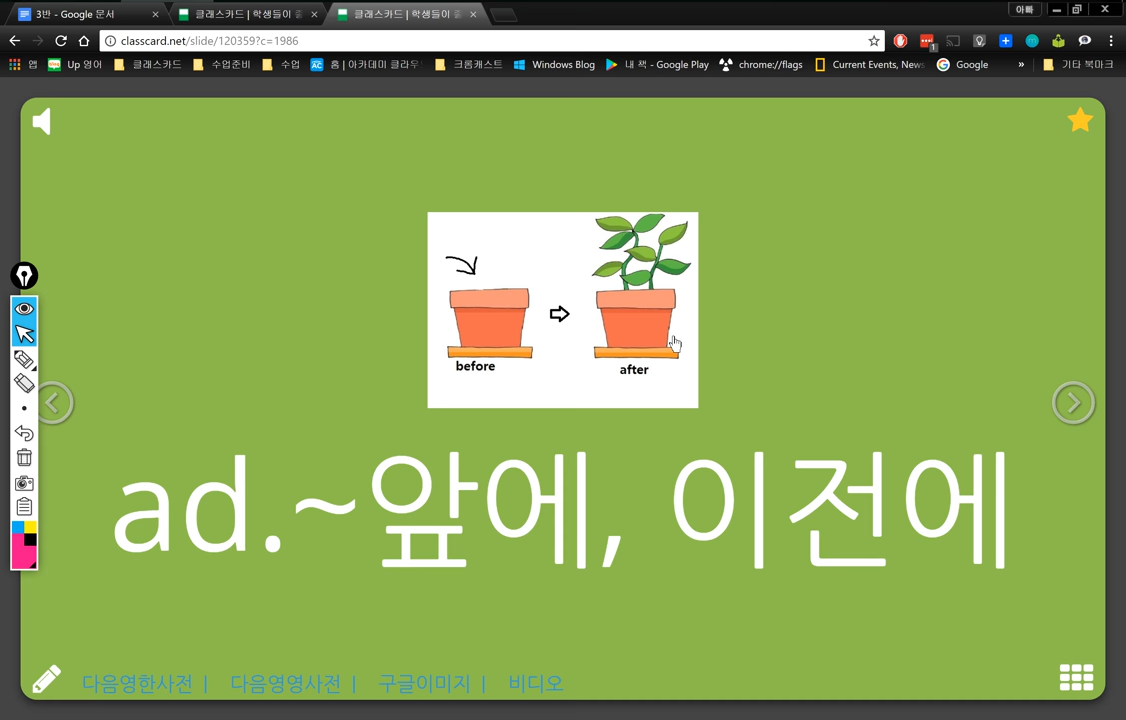 3반 - Google 문서
클래스카드 | 학생들이 좋
클래스카드 | 학생들이 좋
아빠
classcard.net/slide/120359?c=1986
1
앱
Up 영어
클래스카드
수업준비
수업
홈 | 아카데미 클라우
크롬캐스트
Windows Blog
내 책 - Google Play
chrome://flags
Current Events, News
Google
»
기타 북마크
before
after
ad.~앞에, 이전에
다음영한사전 |
다음영영사전 |
구글이미지 |
비디오